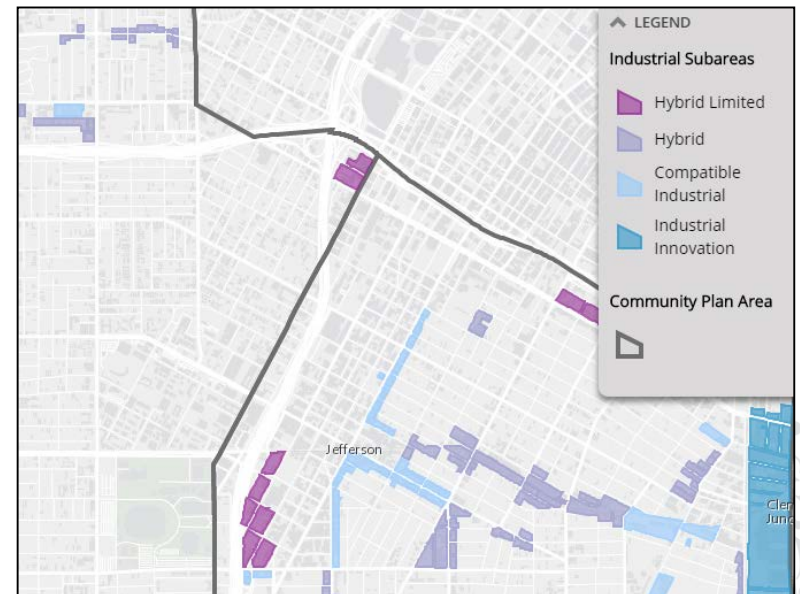 LEGEND
Industrial Subareas
Hybrid Limited
Hybrid
Compatible
Industrial
Industrial
Innovation
Community Plan Area
Jefferson